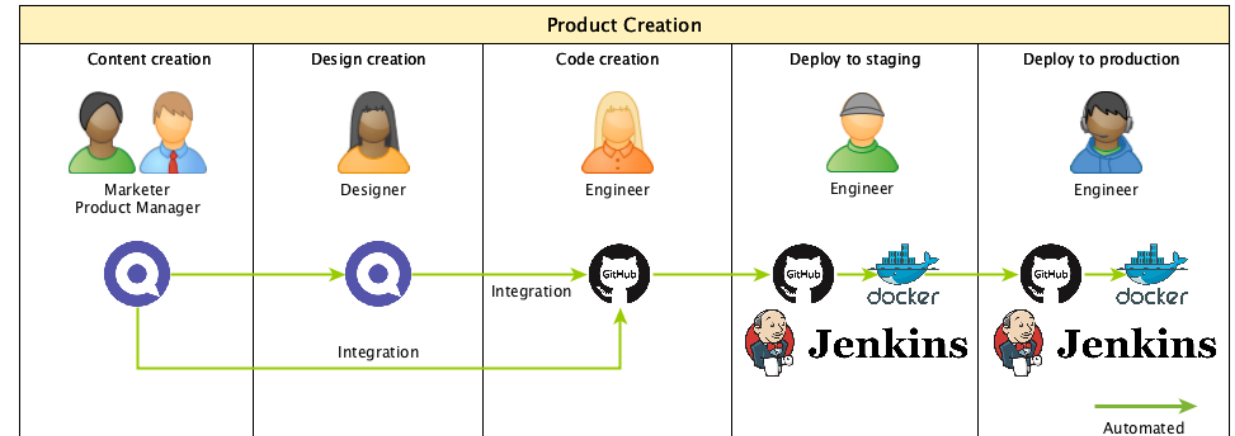 Product Creation
Content creation
Design creation
Code creation
Deploy to staging
Deploy to production
Marketer
Product Manager
Designer
Engineer
Engineer
Engineer
GitHub
GitHub
docker
GitHub
docker
Integration
Jenkins
Jenkins
Integration
Automated